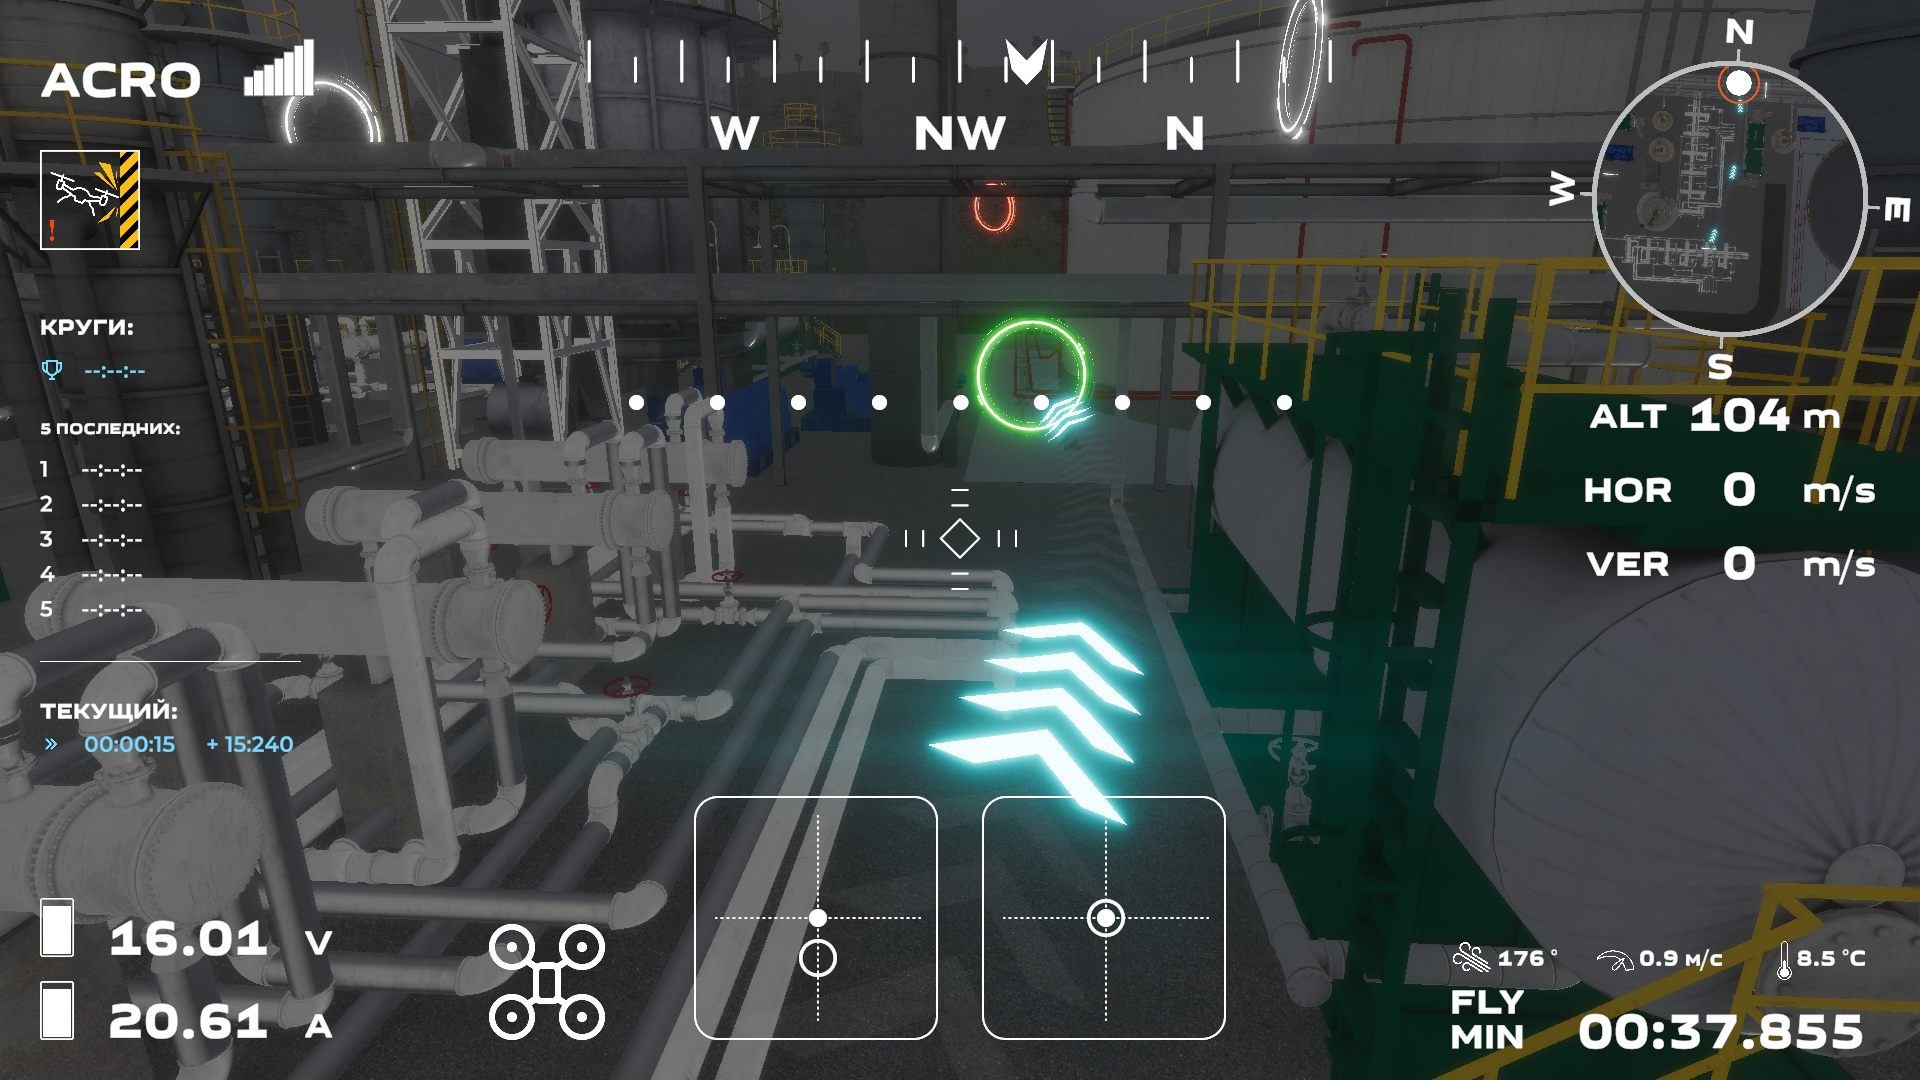 ACRO
W NW N
N
W
E
S
!
КРУГИ:
--:--:--
5 ПОСЛЕДНИХ:
1 --:--:--
2 --:--:--
3 --:--:--
4 --:--:--
5 --:--:--
ТЕКУЩИЙ:
» 00:00:15 + 15:240
ALT 104 m
HOR 0 m/s
VER 0 m/s
16.01 V
20.61 A
176 ° 0.9 м/с 8.5 °C
FLY
MIN 00:37.855